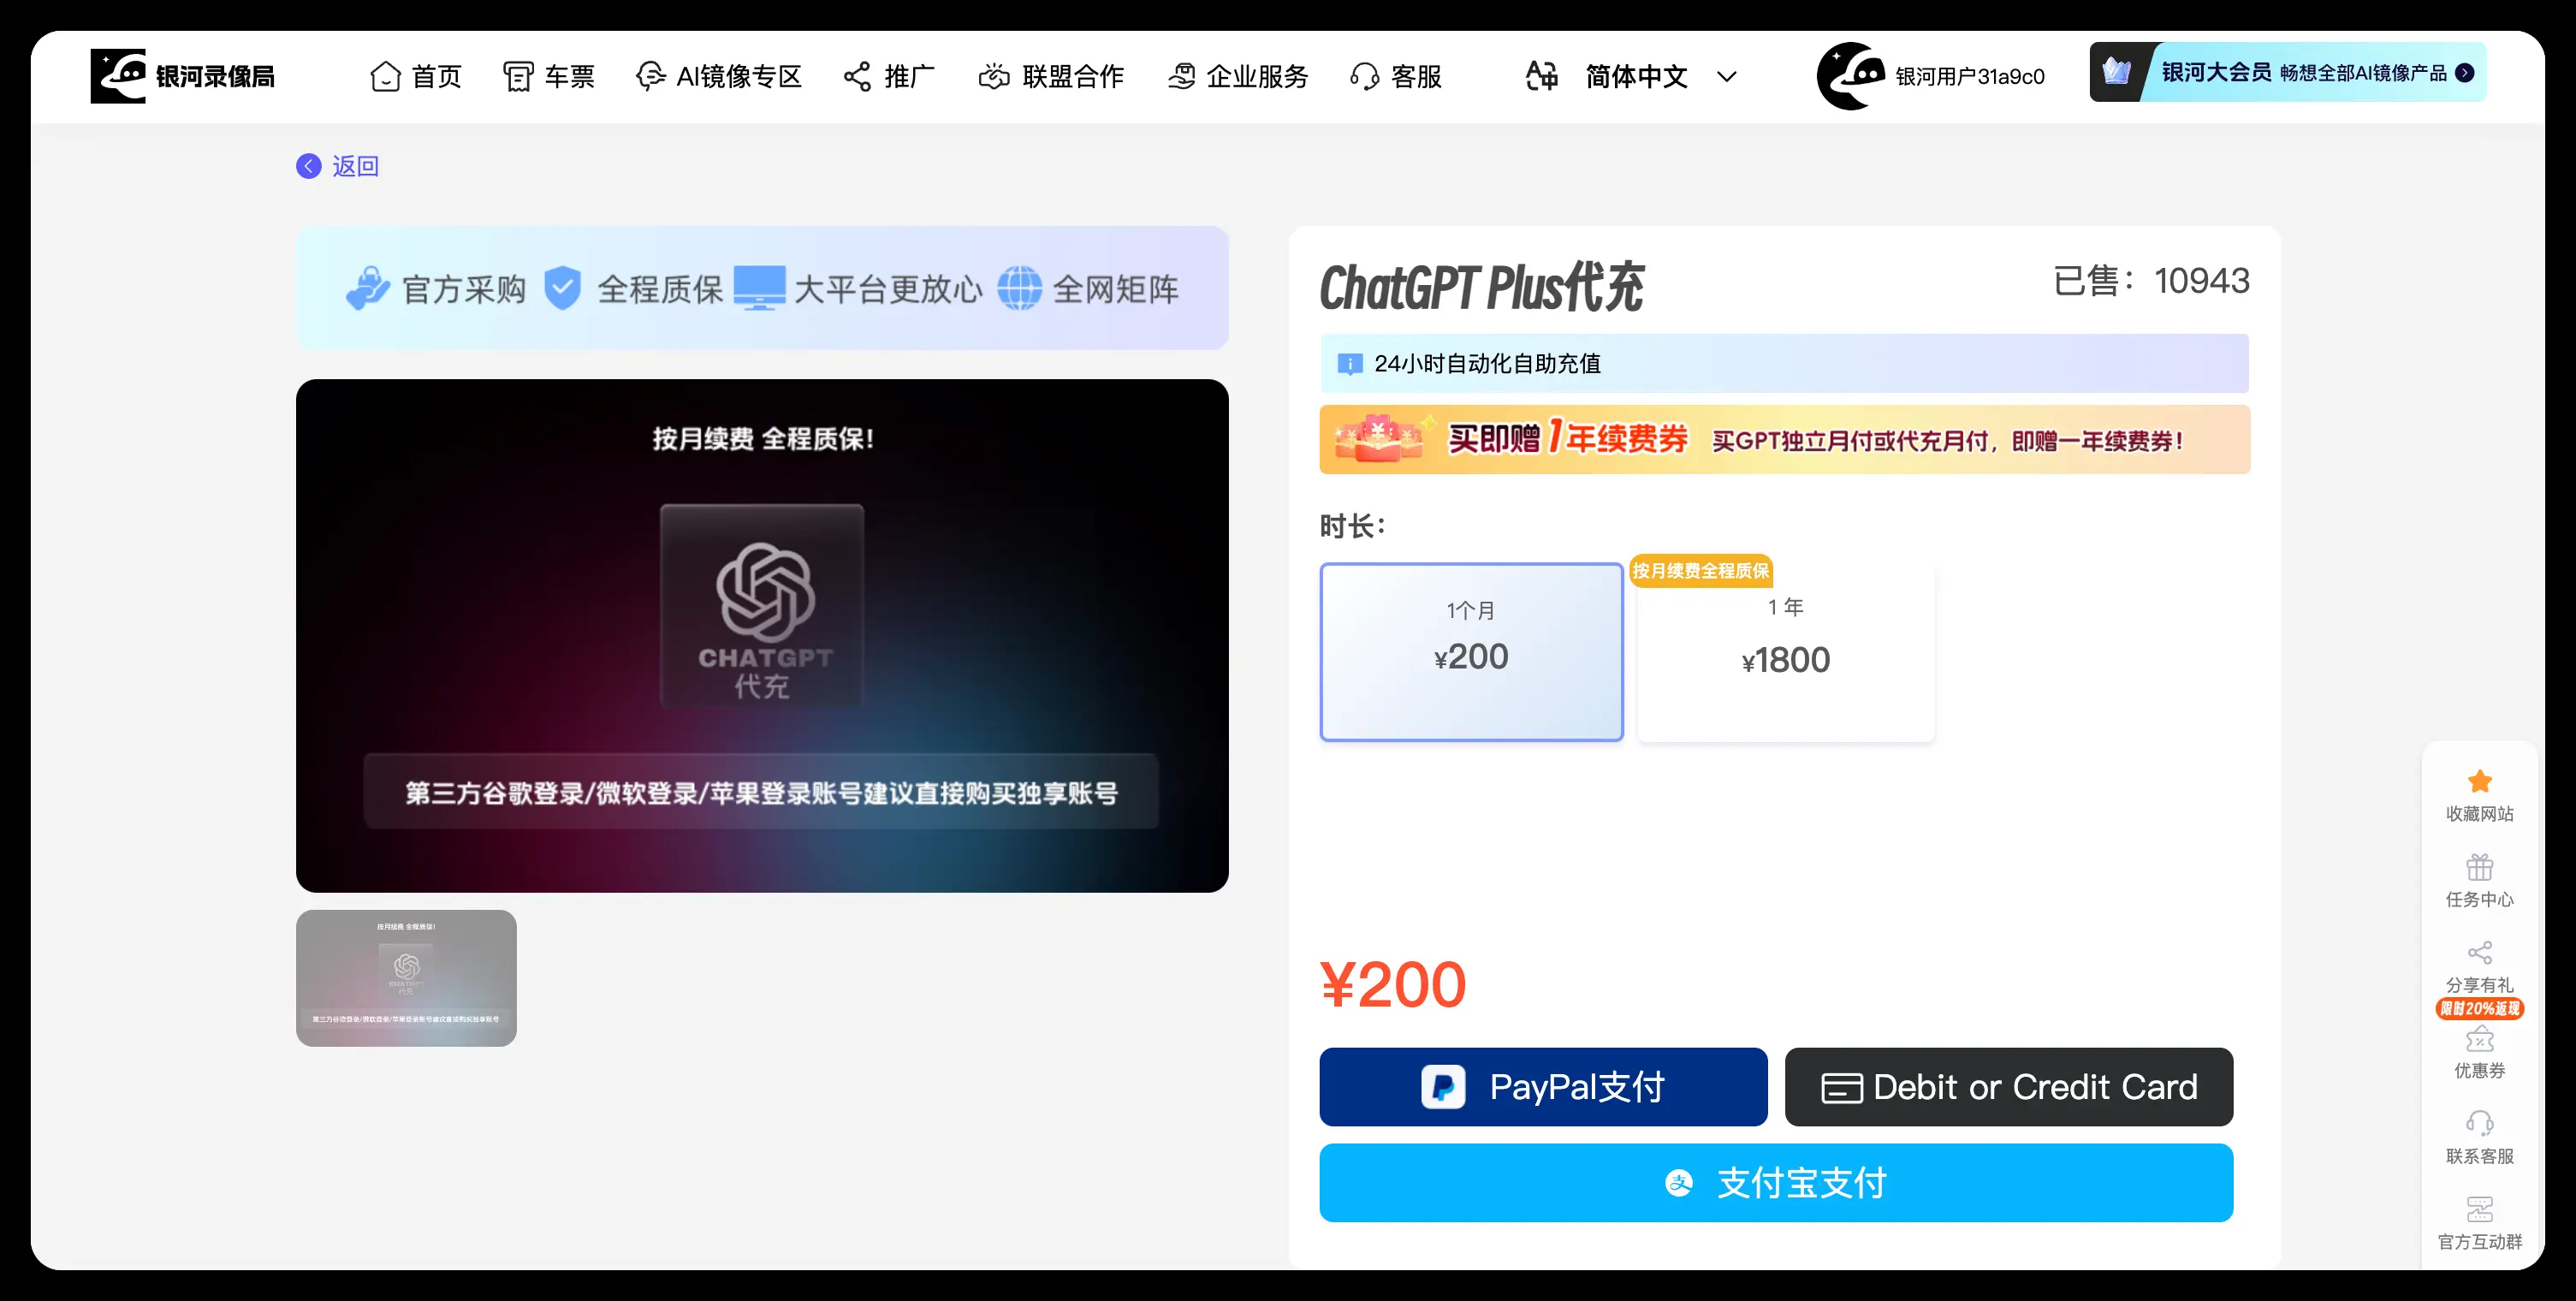 银河录像局 首页 车票 AI镜像专区 推广 联盟合作 企业服务 客服 简体中文 银河用户31a9c0 银河大会员 畅想全部AI镜像产品
返回
官方采购 全程质保 大平台更放心 全网矩阵
按月续费 全程质保!
CHATGPT
代充
第三方谷歌登录/微软登录/苹果登录账号建议直接购买独享账号
按月续费 全程质保!
CHATGPT
代充
第三方谷歌登录/微软登录/苹果登录账号建议直接购买独享账号
ChatGPT Plus代充
已售：10943
24小时自动化自助充值
买即赠1年续费券 买GPT独立月付或代充月付，即赠一年续费券！
时长：
1个月
¥200
按月续费全程质保
1 年
¥1800
¥200
PayPal支付
Debit or Credit Card
支 支付宝支付
收藏网站
任务中心
分享有礼
限时20%返现
优惠券
联系客服
官方互动群